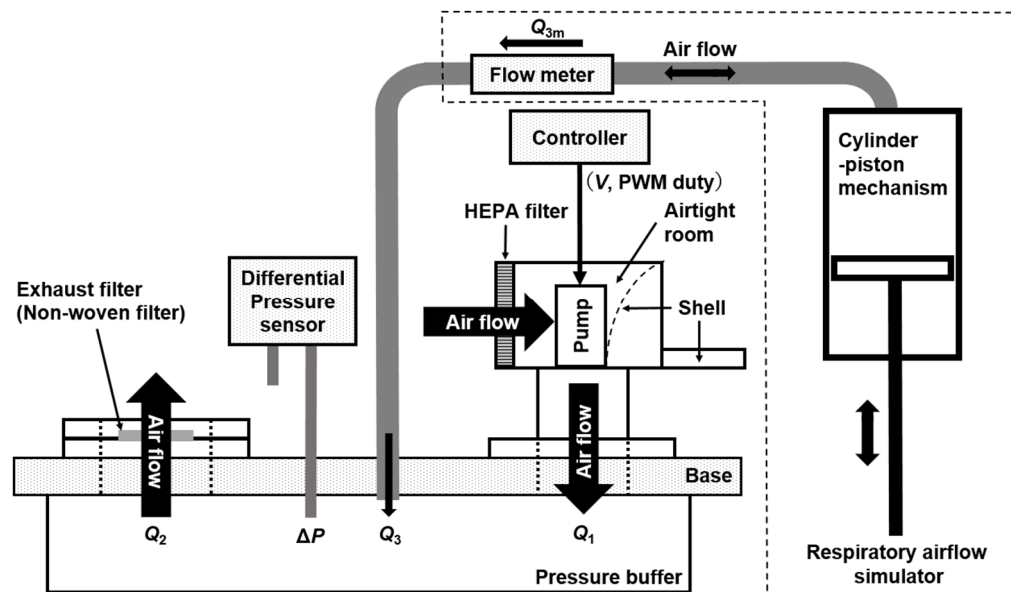 Q3m
Air flow
Flow meter
Controller
(V, PWM duty)
HEPA filter
Airtight
room
Cylinder
-piston
mechanism
Differential
Pressure
sensor
Exhaust filter
(Non-woven filter)
Air flow
Pump
Shell
Air flow
Air flow
Base
Q2
ΔP
Q3
Q1
Pressure buffer
Respiratory airflow
simulator